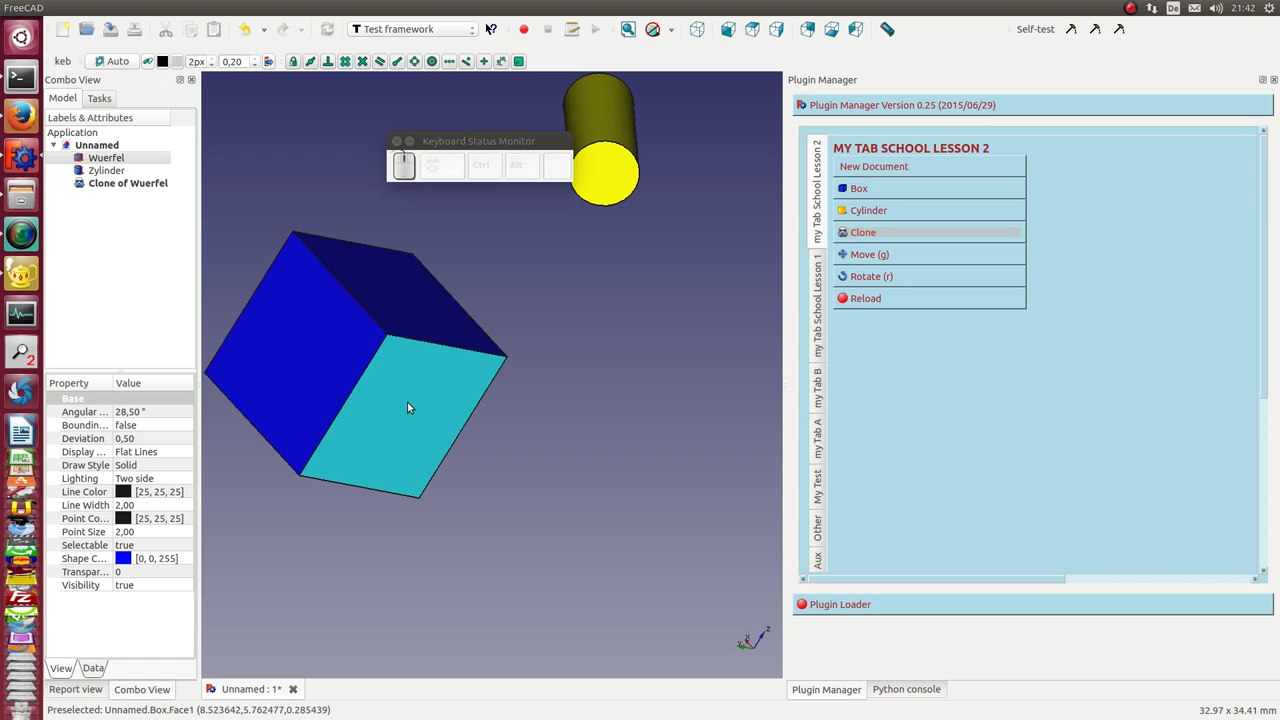 FreeCAD
De
21:42
Test framework
Self-test
keb
Auto
2px
0,20
Combo View
Plugin Manager
Model
Tasks
Labels & Attributes
Application
Unnamed
Wuerfel
Zylinder
Clone of Wuerfel
Keyboard Status Monitor
Ctrl
Alt
Plugin Manager Version 0.25 (2015/06/29)
my Tab School Lesson 2
my Tab School Lesson 1
my Tab B
my Tab A
My Test
Other
Aux
MY TAB SCHOOL LESSON 2
New Document
Box
Cylinder
Clone
Move (g)
Rotate (r)
Reload
Property
Value
Base
Angular ...
28,50 °
Boundin...
false
Deviation
0,50
Display ...
Flat Lines
Draw Style
Solid
Lighting
Two side
Line Color
[25, 25, 25]
Line Width
2,00
Point Co...
[25, 25, 25]
Point Size
2,00
Selectable
true
Shape C...
[0, 0, 255]
Transpar...
0
Visibility
true
Plugin Loader
View
Data
Report view
Combo View
Unnamed : 1*
Plugin Manager
Python console
Preselected: Unnamed.Box.Face1 (8.523642,5.762477,0.285439)
32.97 x 34.41 mm